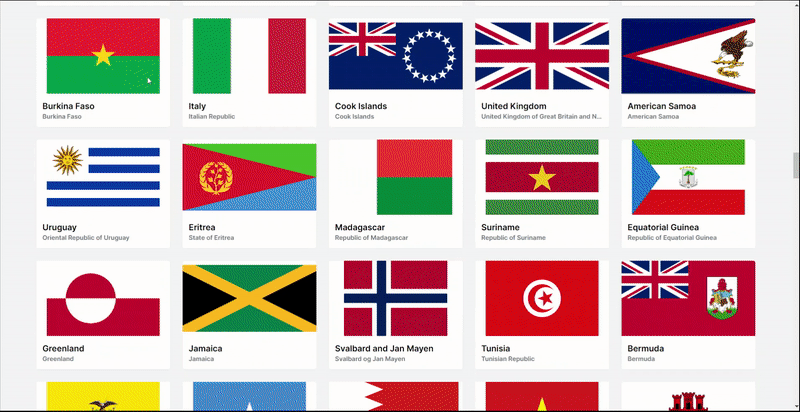 Burkina Faso
Burkina Faso
Italy
Italian Republic
Cook Islands
Cook Islands
United Kingdom
United Kingdom of Great Britain and N...
American Samoa
American Samoa
Uruguay
Oriental Republic of Uruguay
Eritrea
State of Eritrea
Madagascar
Republic of Madagascar
Suriname
Republic of Suriname
Equatorial Guinea
Republic of Equatorial Guinea
Greenland
Greenland
Jamaica
Jamaica
Svalbard and Jan Mayen
Svalbard og Jan Mayen
Tunisia
Tunisian Republic
Bermuda
Bermuda